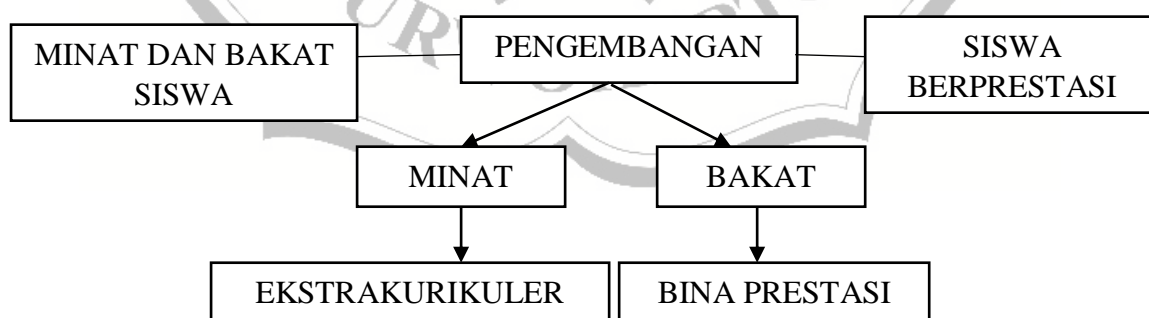 MINAT DAN BAKAT
SISWA
PENGEMBANGAN
SISWA
BERPRESTASI
MINAT
BAKAT
EKSTRAKURIKULER
BINA PRESTASI